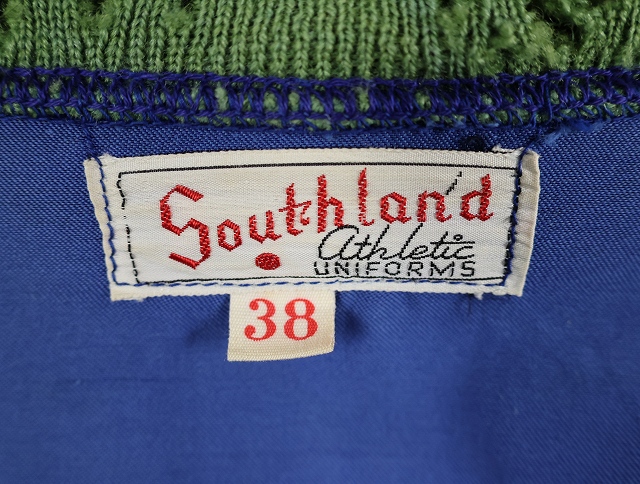 Southland
Athletic
UNIFORMS
38